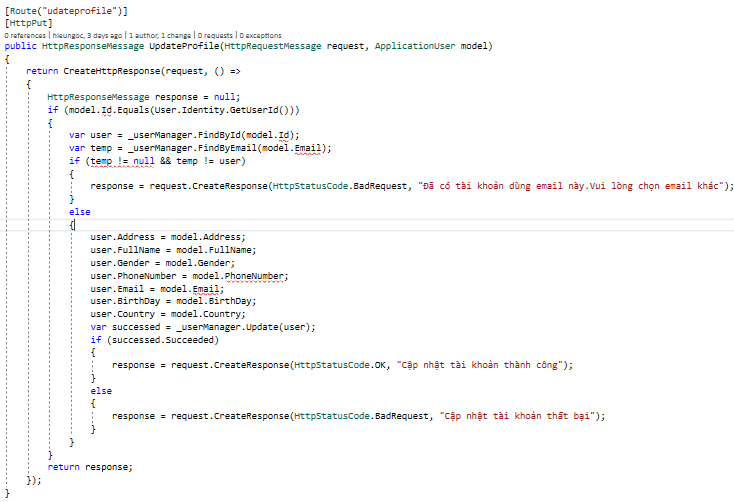 [Route("udateprofile")]
[HttpPut]
0 references | hieungoc, 3 days ago | 1 author, 1 change | 0 requests | 0 exceptions
public HttpResponseMessage UpdateProfile(HttpRequestMessage request, ApplicationUser model)
{
return CreateHttpResponse(request, () =>
{
HttpResponseMessage response = null;
if (model.Id.Equals(User.Identity.GetUserId()))
{
var user = _userManager.FindById(model.Id);
var temp = _userManager.FindByEmail(model.Email);
if (temp != null && temp != user)
{
response = request.CreateResponse(HttpStatusCode.BadRequest, "Đã có tài khoản dùng email này.Vui lòng chọn email khác");
}
else
{
user.Address = model.Address;
user.FullName = model.FullName;
user.Gender = model.Gender;
user.PhoneNumber = model.PhoneNumber;
user.Email = model.Email;
user.BirthDay = model.BirthDay;
user.Country = model.Country;
var successed = _userManager.Update(user);
if (successed.Succeeded)
{
response = request.CreateResponse(HttpStatusCode.OK, "Cập nhật tài khoản thành công");
}
else
{
response = request.CreateResponse(HttpStatusCode.BadRequest, "Cập nhật tài khoản thất bại");
}
}
}
return response;
});
}